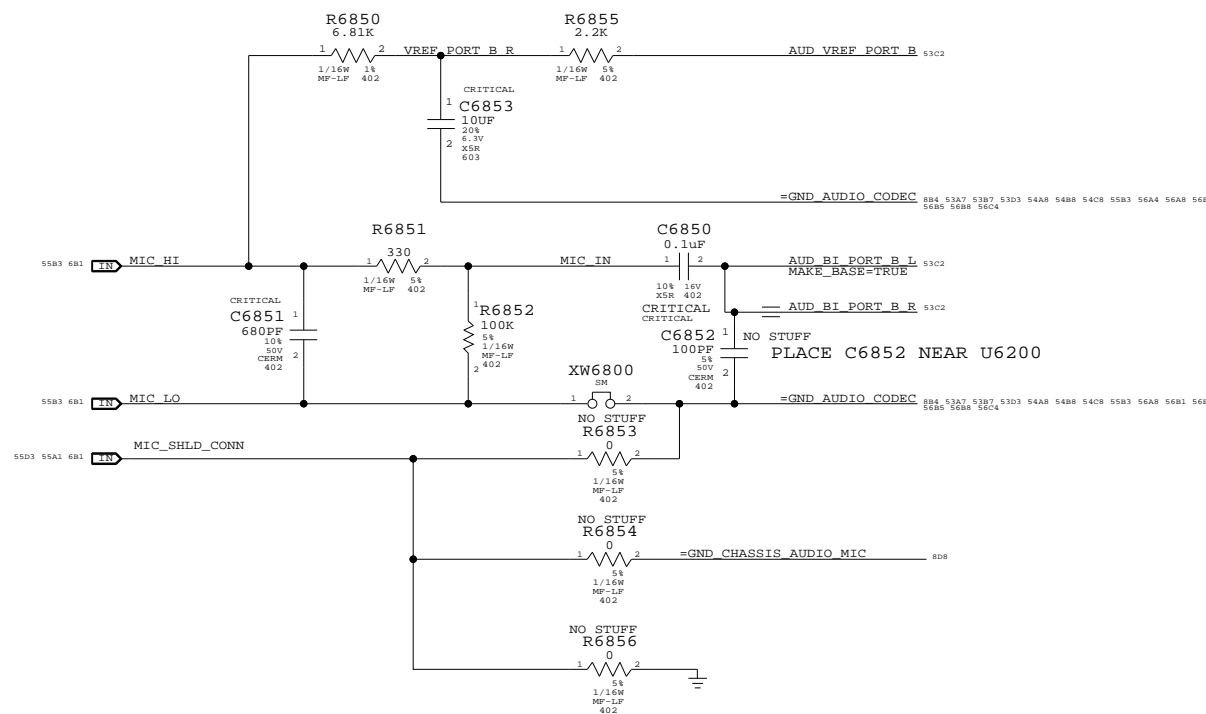 R6850
6.81K
1 2
1/16W 1%
MF-LF 402
VREF_PORT_B_R
R6855
2.2K
1 2
1/16W 5%
MF-LF 402
AUD_VREF_PORT_B 53C2
CRITICAL
1
C6853
10UF
20%
6.3V
2
X5R
603
=GND_AUDIO_CODEC 8B4 53A7 53B7 53D3 54A8 54B8 54C8 55B3 56A4 56A8
56B5 56B8 56C4
55B3 6B1 IN MIC_HI
R6851
330
1 2
1/16W 5%
MF-LF 402
MIC_IN
C6850
0.1uF
1 2
10% 16V
X5R 402
CRITICAL
AUD_BI_PORT_B_L 53C2
MAKE_BASE=TRUE
AUD_BI_PORT_B_R 53C2
CRITICAL
C6851 1
680PF
10%
50V 2
CERM
402
1
R6852
100K
5%
1/16W
MF-LF
402
2
CRITICAL
C6852 1
100PF
5%
50V 2
CERM
402
NO STUFF
PLACE C6852 NEAR U6200
XW6800
SM
1 2
55B3 6B1 IN MIC_LO
=GND_AUDIO_CODEC 8B4 53A7 53B7 53D3 54A8 54B8 54C8 55B3 56A8 56B1
56B5 56B8 56C4
55D3 55A1 6B1 IN MIC_SHLD_CONN
NO STUFF
R6853
0
1 2
5%
1/16W
MF-LF
402
NO STUFF
R6854
0
1 2
5%
1/16W
MF-LF
402
=GND_CHASSIS_AUDIO_MIC 8D8
NO STUFF
R6856
0
1 2
5%
1/16W
MF-LF
402